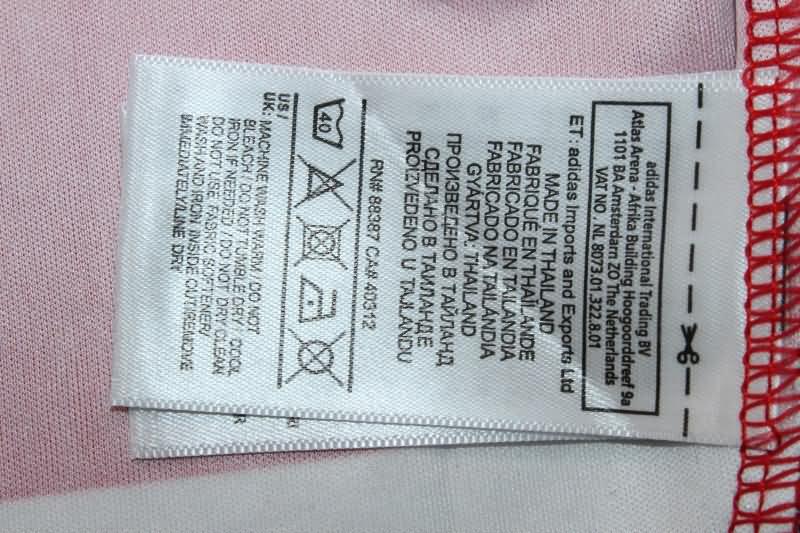 adidas International Trading BV
Atlas Arena - Afrika Building Hoogoorddreef 9a
1101 BA Amsterdam ZO The Netherlands
VAT NO . NL 8073.01.322.8.01
ET : adidas Imports and Exports Ltd
MADE IN THAILAND
FABRIQUÉ EN THAÏLANDE
FABRICADO EN TAILANDIA
FABRICADO NA TAILÂNDIA
GYÁRTVA: THAILAND
ПРОИЗВЕДЕНО В ТАЙЛАНД
СДЕЛАНО В ТАИЛАНДЕ
PROIZVEDENO U TAJLANDU
RN# 88387 CA# 40312
40
US /
UK: MACHINE WASH WARM / DO NOT
BLEACH / DO NOT TUMBLE DRY / COOL
IRON IF NEEDED / DO NOT DRY CLEAN
DO NOT USE FABRIC SOFTENER/
WASH AND IRON INSIDE OUT/REMOVE
IMMEDIATELY/LINE DRY